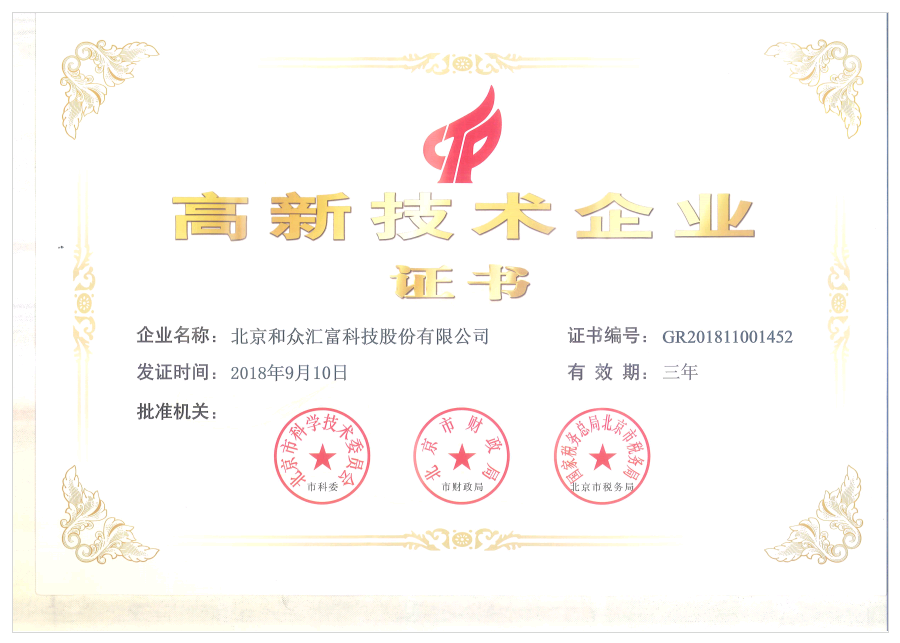 高新技术企业
证书
企业名称：北京和众汇富科技股份有限公司
证书编号：GR201811001452
发证时间：2018年9月10日
有效期：三年
批准机关：
北京市科学技术委员会
市科委
北京市财政局
市财政局
国家税务总局北京市税务局
北京市税务局